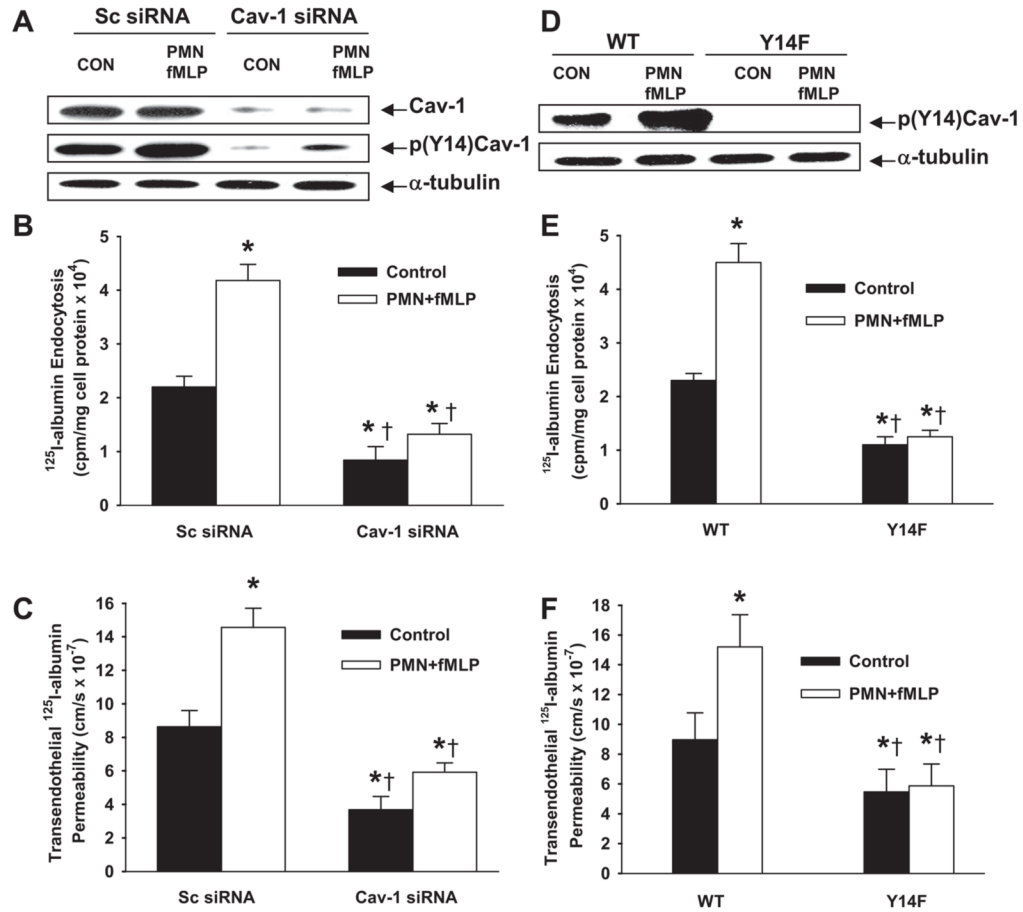 A
Sc siRNA Cav-1 siRNA
CON PMN fMLP CON PMN fMLP
Cav-1
p(Y14)Cav-1
α-tubulin
B
¹²⁵I-albumin Endocytosis
(cpm/mg cell protein x 10⁴)
5
4
3
2
1
0
*
* †
* †
Control
PMN+fMLP
Sc siRNA Cav-1 siRNA
C
Transendothelial ¹²⁵I-albumin
Permeability (cm/s x 10⁻⁷)
16
14
12
10
8
6
4
2
0
*
*†
*†
Control
PMN+fMLP
Sc siRNA Cav-1 siRNA
D
WT Y14F
CON PMN fMLP CON PMN fMLP
p(Y14)Cav-1
α-tubulin
E
¹²⁵I-albumin Endocytosis
(cpm/mg cell protein x 10⁴)
5
4
3
2
1
0
*
*†
*†
Control
PMN+fMLP
WT Y14F
F
Transendothelial ¹²⁵I-albumin
Permeability (cm/s x 10⁻⁷)
18
16
14
12
10
8
6
4
2
0
*
*†
*†
Control
PMN+fMLP
WT Y14F